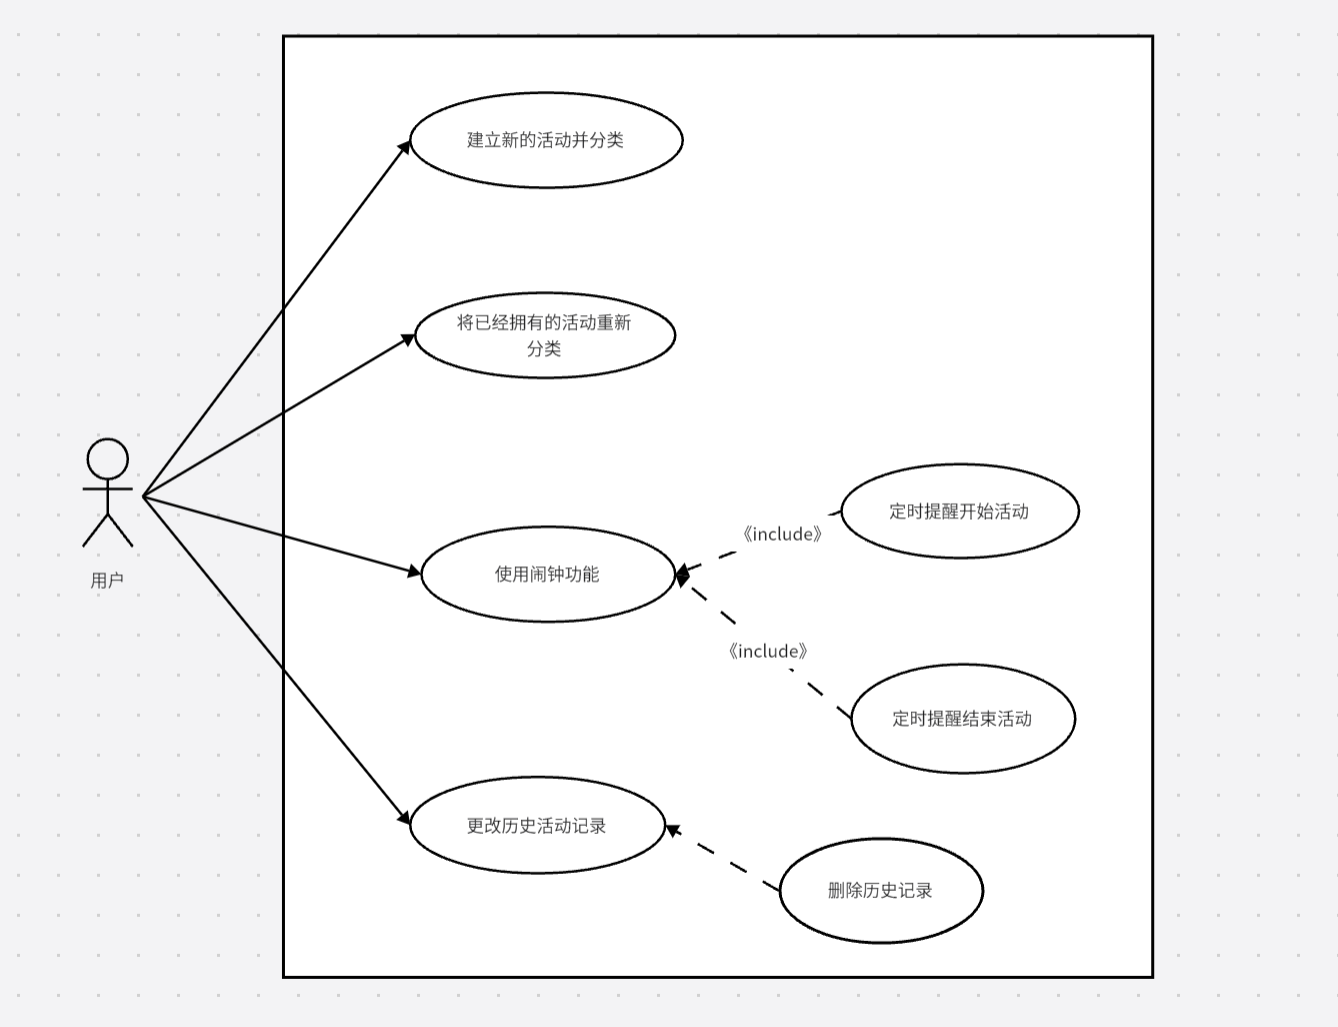 建立新的活动并分类
将已经拥有的活动重新
分类
用户
使用闹钟功能
《include》
定时提醒开始活动
《include》
定时提醒结束活动
更改历史活动记录
删除历史记录